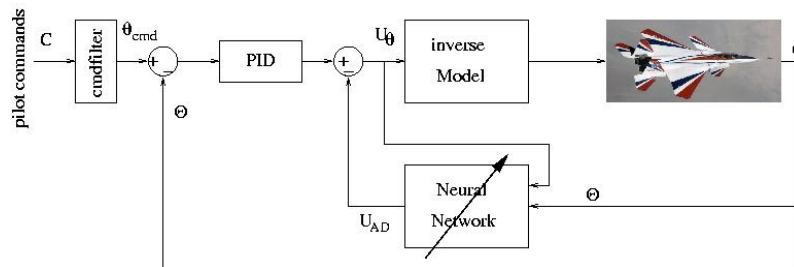 pilot commands
C
cmdfilter
θcmd
+
−
Θ
PID
+
−
Uθ
inverse
Model
Neural
Network
UAD
Θ